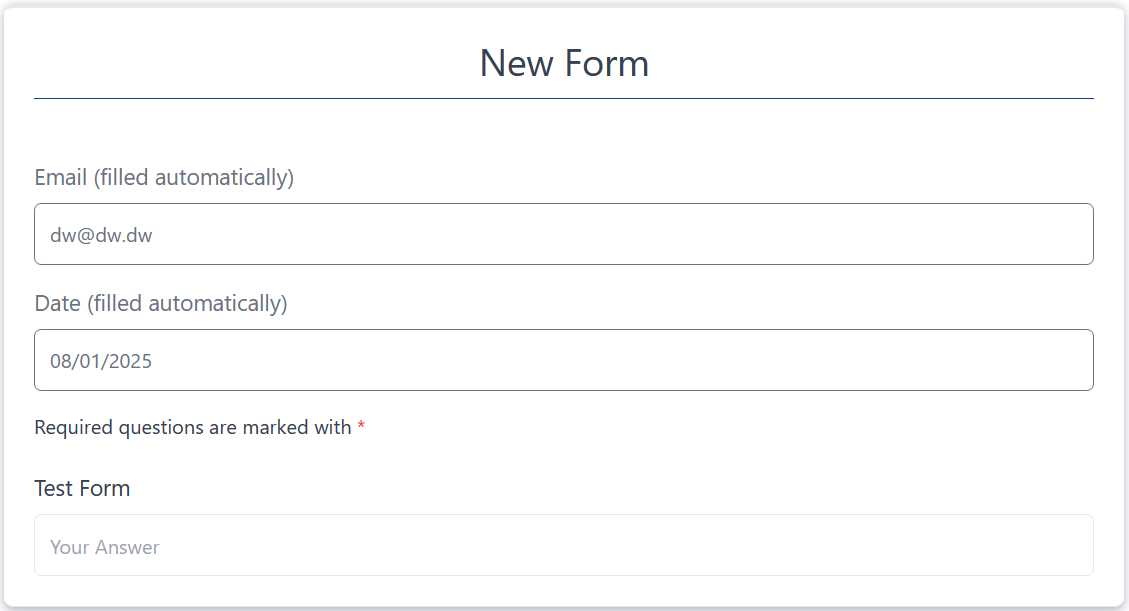 New Form
Email (filled automatically)
dw@dw.dw
Date (filled automatically)
08/01/2025
Required questions are marked with *
Test Form
Your Answer